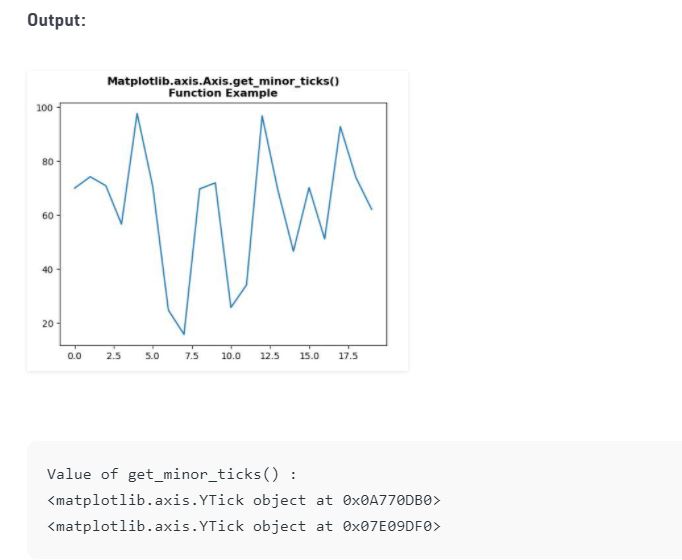 Output:
Matplotlib.axis.Axis.get_minor_ticks()
Function Example
100
80
60
40
20
0.0 2.5 5.0 7.5 10.0 12.5 15.0 17.5
Value of get_minor_ticks() :
<matplotlib.axis.YTick object at 0x0A770DB0>
<matplotlib.axis.YTick object at 0x07E09DF0>